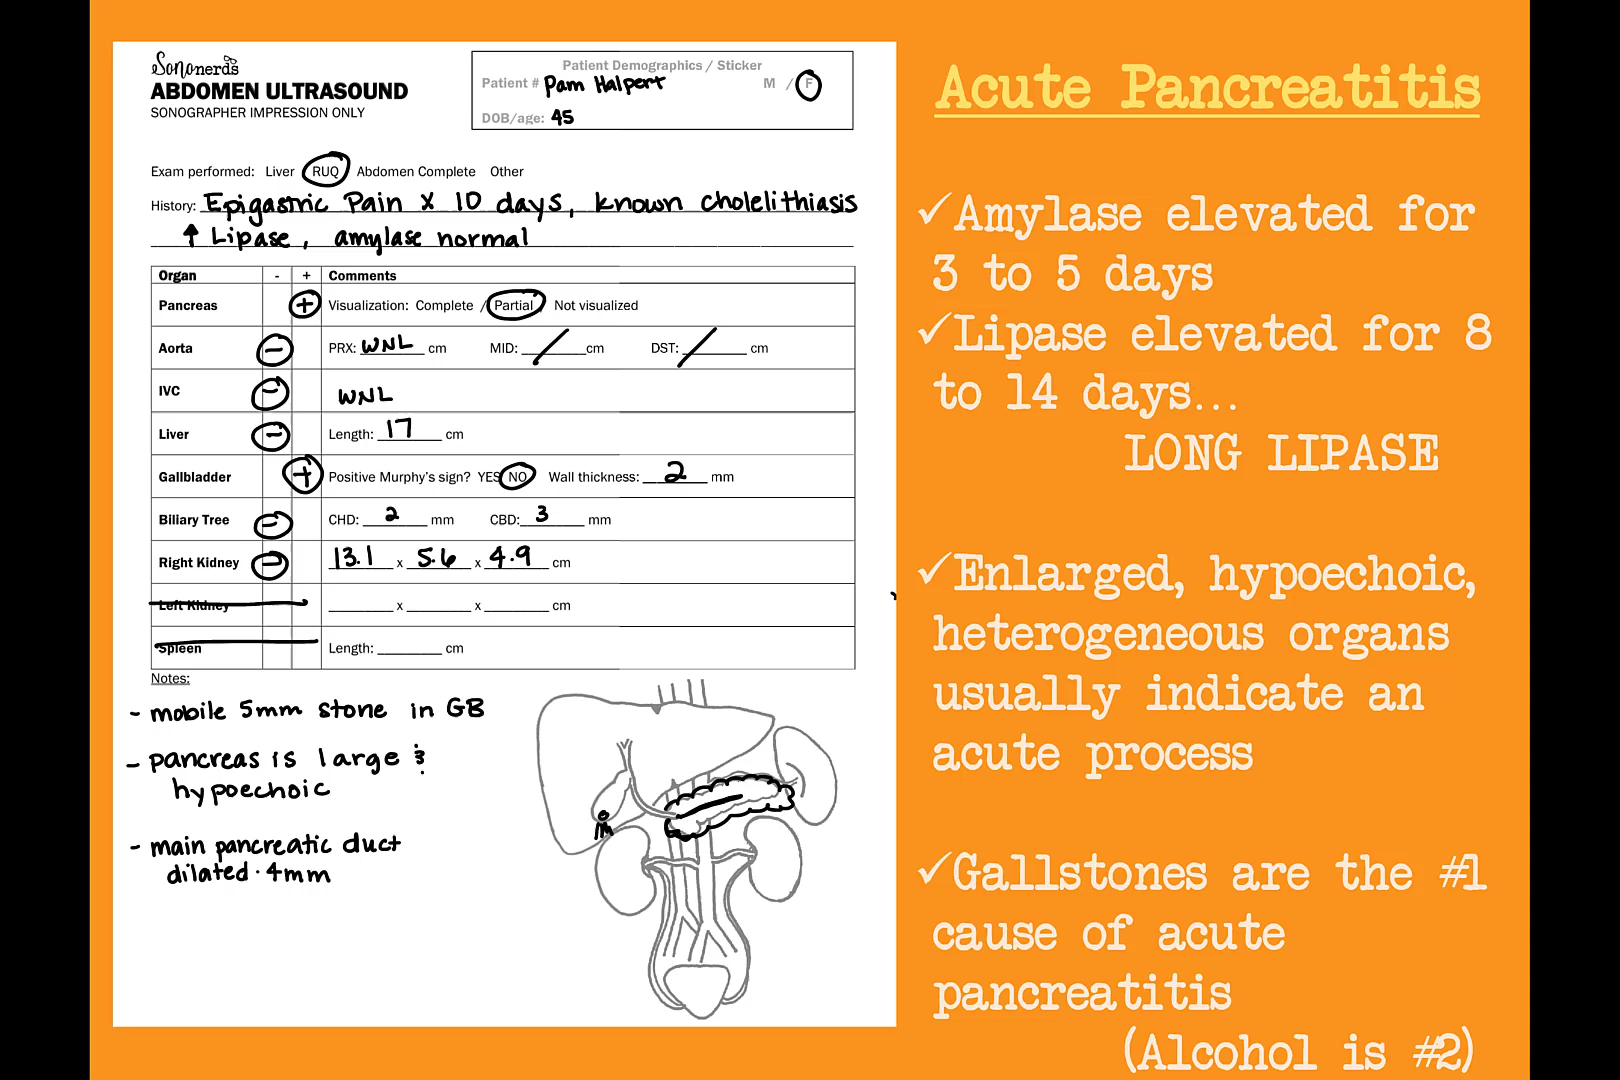 Sononerds
ABDOMEN ULTRASOUND
SONOGRAPHER IMPRESSION ONLY
Patient Demographics / Sticker
Patient # Pam Halpert M / F
DOB/age: 45
Exam performed: Liver RUQ Abdomen Complete Other
History: Epigastric Pain x 10 days, known cholelithiasis
↑ Lipase, amylase normal
Organ - + Comments
Pancreas + Visualization: Complete / Partial Not visualized
Aorta - PRX: WNL cm MID: / cm DST: / cm
IVC - WNL
Liver - Length: 17 cm
Gallbladder + Positive Murphy's sign? YES NO Wall thickness: 2 mm
Biliary Tree - CHD: 2 mm CBD: 3 mm
Right Kidney - 13.1 x 5.6 x 4.9 cm
Left Kidney x x cm
Spleen Length: cm
Notes:
- mobile 5mm stone in GB
- pancreas is large &
hypoechoic
- main pancreatic duct
dilated · 4mm
Acute Pancreatitis
✓Amylase elevated for
3 to 5 days
✓Lipase elevated for 8
to 14 days…
LONG LIPASE
✓Enlarged, hypoechoic,
heterogeneous organs
usually indicate an
acute process
✓Gallstones are the #1
cause of acute
pancreatitis
(Alcohol is #2)